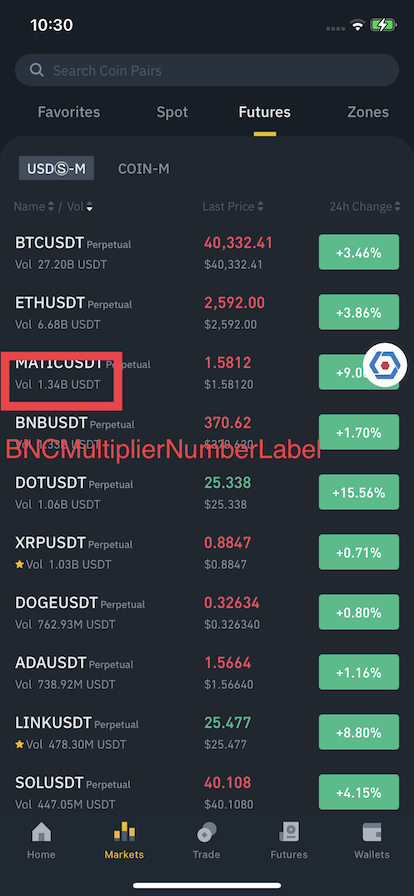 10:30
Search Coin Pairs
Favorites Spot Futures Zones
USDⓈ-M COIN-M
Name / Vol Last Price 24h Change
BTCUSDT Perpetual 40,332.41
Vol 27.20B USDT $40,332.41 +3.46%
ETHUSDT Perpetual 2,592.00
Vol 6.68B USDT $2,592.00 +3.86%
MATICUSDT Perpetual 1.5812
Vol 1.34B USDT $1.58120
BNBUSDT Perpetual 370.62
Vol 1.33B USDT $370.620 +1.70%
BNCMultiplierNumberLabel
DOTUSDT Perpetual 25.338
Vol 1.06B USDT $25.338 +15.56%
XRPUSDT Perpetual 0.8847
Vol 1.03B USDT $0.8847 +0.71%
DOGEUSDT Perpetual 0.32634
Vol 762.93M USDT $0.326340 +0.80%
ADAUSDT Perpetual 1.5664
Vol 738.92M USDT $1.56640 +1.16%
LINKUSDT Perpetual 25.477
Vol 478.30M USDT $25.477 +8.80%
SOLUSDT Perpetual 40.108
Vol 447.05M USDT $40.1080 +4.15%
Home Markets Trade Futures Wallets